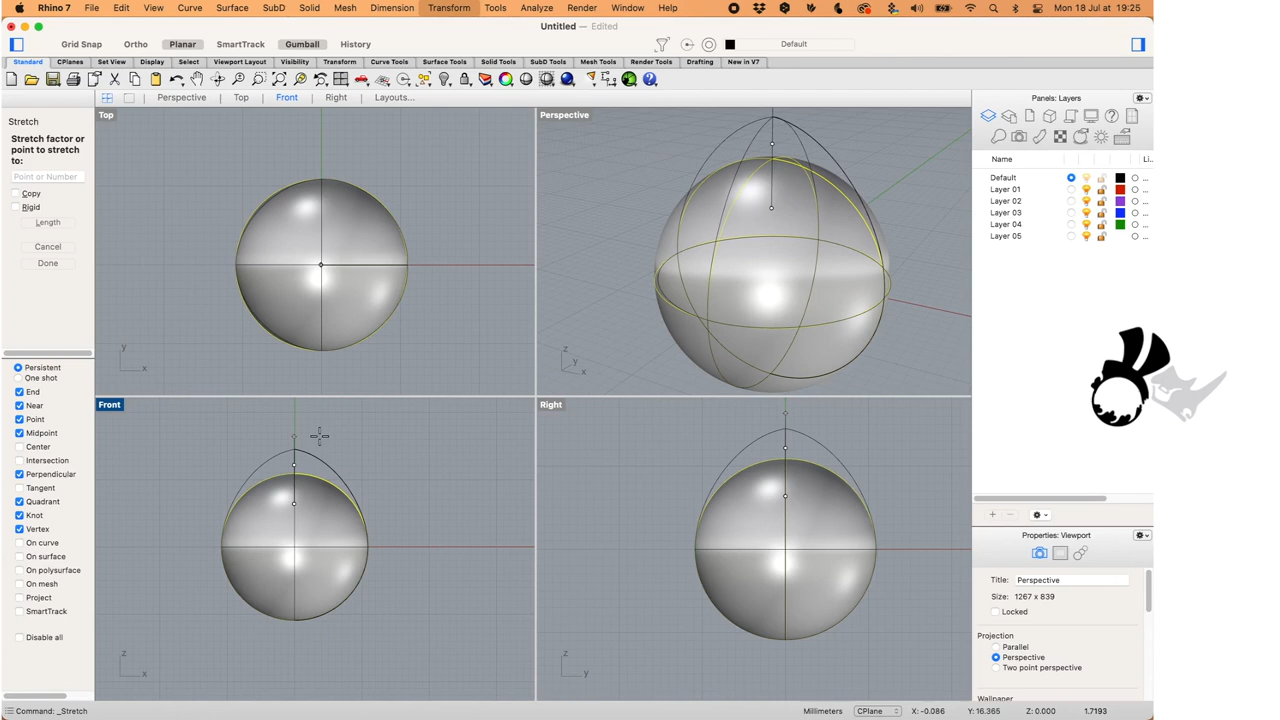 Rhino 7 File Edit View Curve Surface SubD Solid Mesh Dimension Transform Tools Analyze Render Window Help Mon 18 Jul at 19:25
Untitled — Edited
Grid Snap Ortho Planar SmartTrack Gumball History Default
Standard CPlanes Set View Display Select Viewport Layout Visibility Transform Curve Tools Surface Tools Solid Tools SubD Tools Mesh Tools Render Tools Drafting New in V7
Perspective Top Front Right Layouts...
Panels: Layers
Stretch
Stretch factor or
point to stretch
to:
Point or Number
Copy
Rigid
Length
Cancel
Done
Top
y
x
Perspective
z
y
x
Name Li
Default ...
Layer 01 ...
Layer 02 ...
Layer 03 ...
Layer 04 ...
Layer 05 ...
Persistent
One shot
End
Near
Point
Midpoint
Center
Intersection
Perpendicular
Tangent
Quadrant
Knot
Vertex
On curve
On surface
On polysurface
On mesh
Project
SmartTrack
Disable all
Front
z
x
Right
z
y
Properties: Viewport
Title: Perspective
Size: 1267 x 839
Locked
Projection
Parallel
Perspective
Two point perspective
Wallpaper
Command: _Stretch Millimeters CPlane X: -0.086 Y: 16.365 Z: 0.000 1.7193